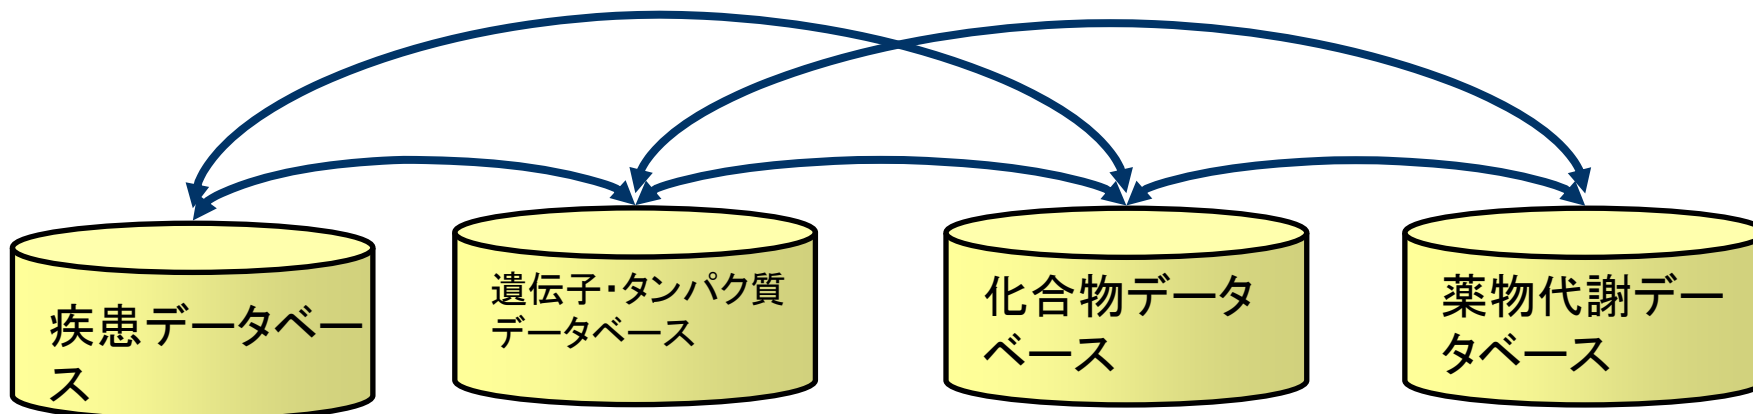 疾患データベー
ス
遺伝子・タンパク質
データベース
化合物データ
ベース
薬物代謝デー
タベース